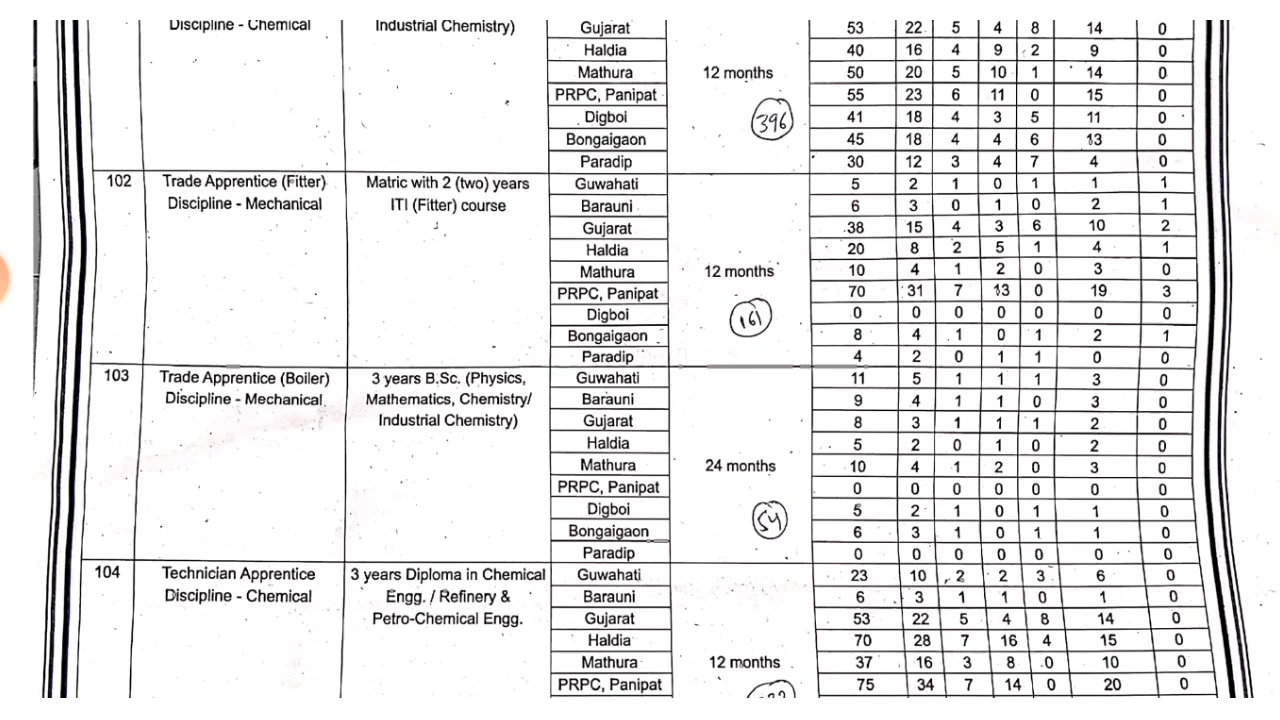 Discipline - Chemical Industrial Chemistry) Gujarat 53 22 5 4 8 14 0
Haldia 40 16 4 9 2 9 0
Mathura 12 months 50 20 5 10 1 14 0
PRPC, Panipat 55 23 6 11 0 15 0
Digboi 396 41 18 4 3 5 11 0
Bongaigaon 45 18 4 4 6 13 0
Paradip 30 12 3 4 7 4 0
102 Trade Apprentice (Fitter) Matric with 2 (two) years Guwahati 5 2 1 0 1 1 1
Discipline - Mechanical ITI (Fitter) course Barauni 6 3 0 1 0 2 1
Gujarat 38 15 4 3 6 10 2
Haldia 20 8 2 5 1 4 1
Mathura 12 months 10 4 1 2 0 3 0
PRPC, Panipat 70 31 7 13 0 19 3
Digboi 161 0 0 0 0 0 0 0
Bongaigaon 8 4 1 0 1 2 1
Paradip 4 2 0 1 1 0 0
103 Trade Apprentice (Boiler) 3 years B.Sc. (Physics, Guwahati 11 5 1 1 1 3 0
Discipline - Mechanical Mathematics, Chemistry/ Barauni 9 4 1 1 0 3 0
Industrial Chemistry) Gujarat 8 3 1 1 1 2 0
Haldia 5 2 0 1 0 2 0
Mathura 24 months 10 4 1 2 0 3 0
PRPC, Panipat 0 0 0 0 0 0 0
Digboi 54 5 2 1 0 1 1 0
Bongaigaon 6 3 1 0 1 1 0
Paradip 0 0 0 0 0 0 0
104 Technician Apprentice 3 years Diploma in Chemical Guwahati 23 10 2 2 3 6 0
Discipline - Chemical Engg. / Refinery & Barauni 6 3 1 1 0 1 0
Petro-Chemical Engg. Gujarat 53 22 5 4 8 14 0
Haldia 70 28 7 16 4 15 0
Mathura 12 months 37 16 3 8 0 10 0
PRPC, Panipat 75 34 7 14 0 20 0